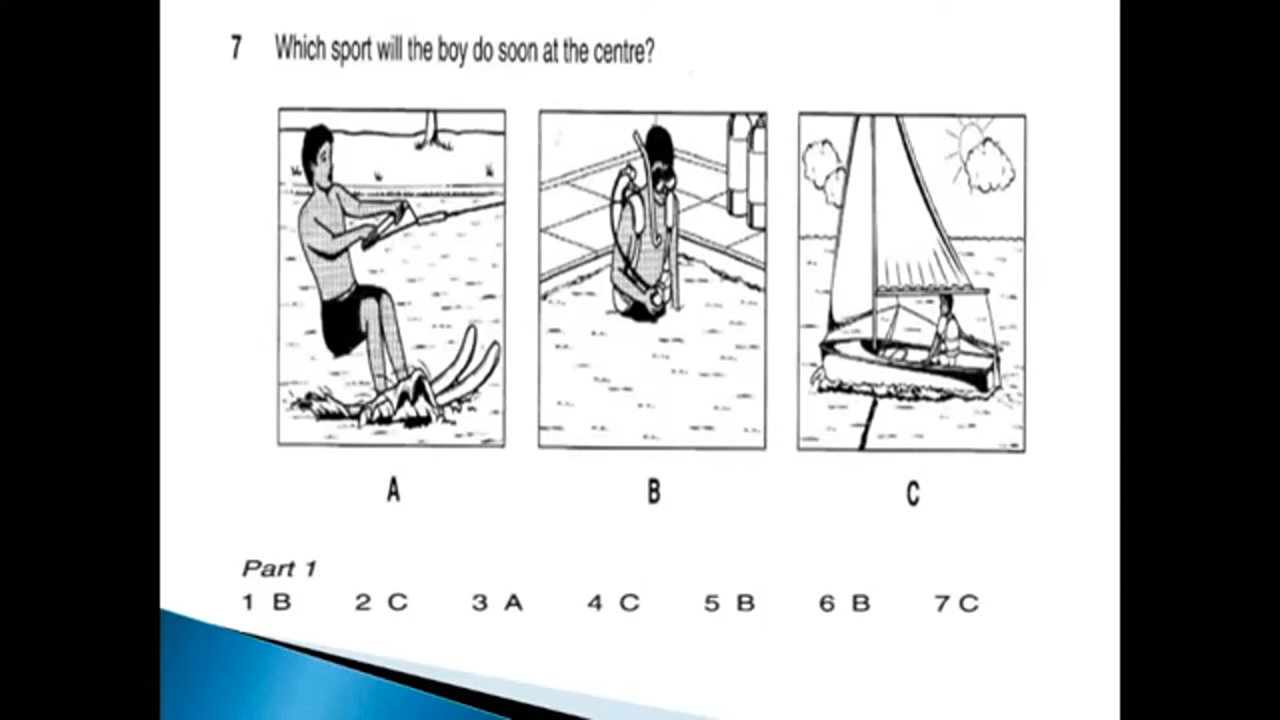 7 Which sport will the boy do soon at the centre?
A B C
Part 1
1 B 2 C 3 A 4 C 5 B 6 B 7 C